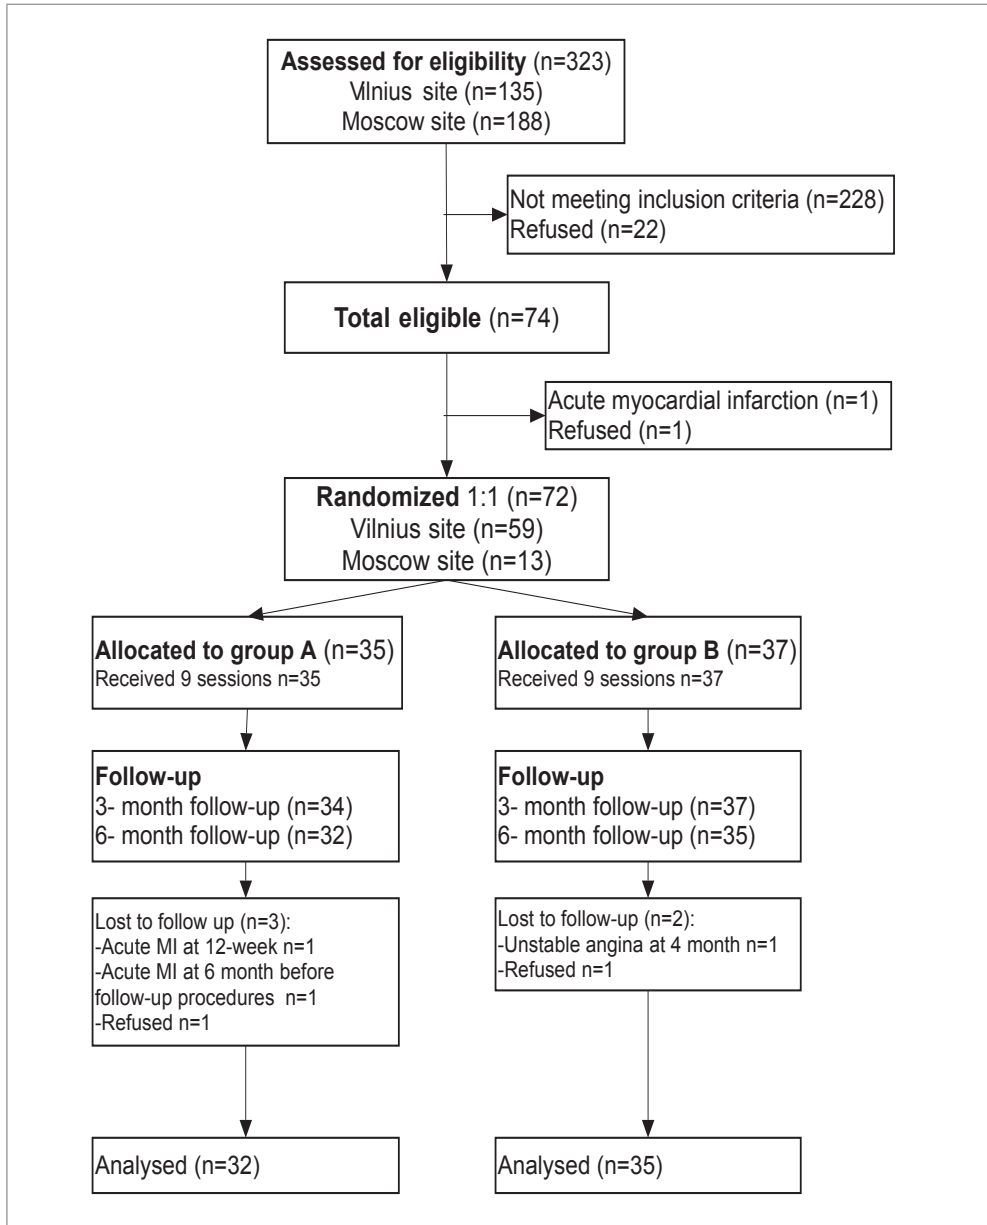 Assessed for eligibility (n=323)
Vilnius site (n=135)
Moscow site (n=188)
Not meeting inclusion criteria (n=228)
Refused (n=22)
Total eligible (n=74)
Acute myocardial infarction (n=1)
Refused (n=1)
Randomized 1:1 (n=72)
Vilnius site (n=59)
Moscow site (n=13)
Allocated to group A (n=35)
Received 9 sessions n=35
Allocated to group B (n=37)
Received 9 sessions n=37
Follow-up
3- month follow-up (n=34)
6- month follow-up (n=32)
Follow-up
3- month follow-up (n=37)
6- month follow-up (n=35)
Lost to follow up (n=3):
-Acute MI at 12-week n=1
-Acute MI at 6 month before
follow-up procedures n=1
-Refused n=1
Lost to follow-up (n=2):
-Unstable angina at 4 month n=1
-Refused n=1
Analysed (n=32)
Analysed (n=35)